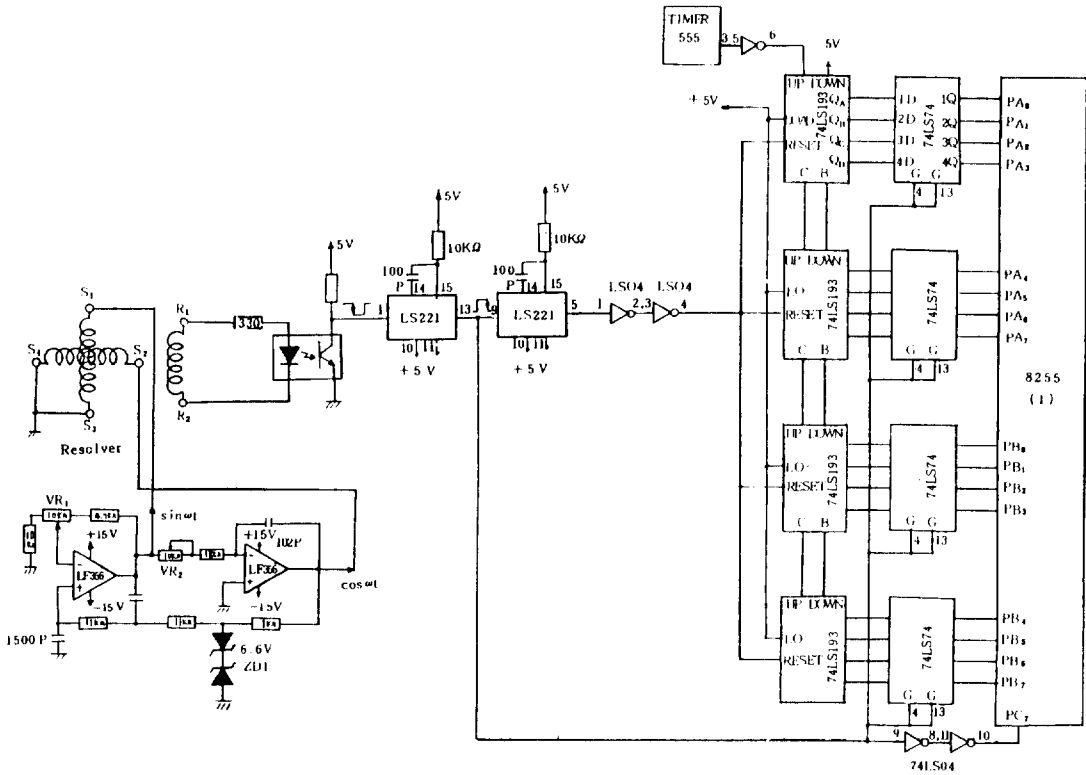 TIMER
555
3,5
6
5V
UP DOWN
QA
QB
QC
QD
LOAD
RESET
C B
74LS193
+5V
1D 1Q
2D 2Q
3D 3Q
4D 4Q
74LS74
G G
4 13
PA₀
PA₁
PA₂
PA₃
5V
10KΩ
100
P
14 15
1
LS221
13
10 11
+5V
5V
10KΩ
100
P
14 15
9
LS221
5
10 11
+5V
LSO4 LSO4
1 2,3 4
5V
S₁
S₄ S₂
S₃
Resolver
R₁
330
R₂
UP DOWN
LO
RESET
C B
74LS193
74LS74
G G
4 13
PA₄
PA₅
PA₆
PA₇
8255
(1)
UP DOWN
LO
RESET
C B
74LS193
74LS74
G G
4 13
PB₀
PB₁
PB₂
PB₃
UP DOWN
LO
RESET
74LS193
74LS74
G G
4 13
PB₄
PB₅
PB₆
PB₇
PC₇
9 8,11 10
74LS04
VR₁
sinωt
+15V
LF356
-15V
VR₂
102P
+15V
LF356
-15V
cosωt
1500P
6.6V
ZD1